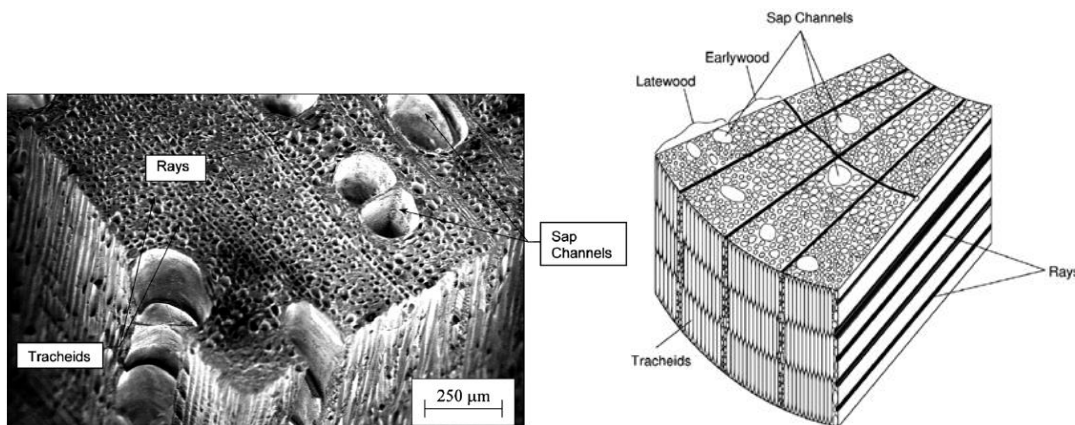 Rays
Sap
Channels
Tracheids
250 μm
Sap Channels
Earlywood
Latewood
Rays
Tracheids